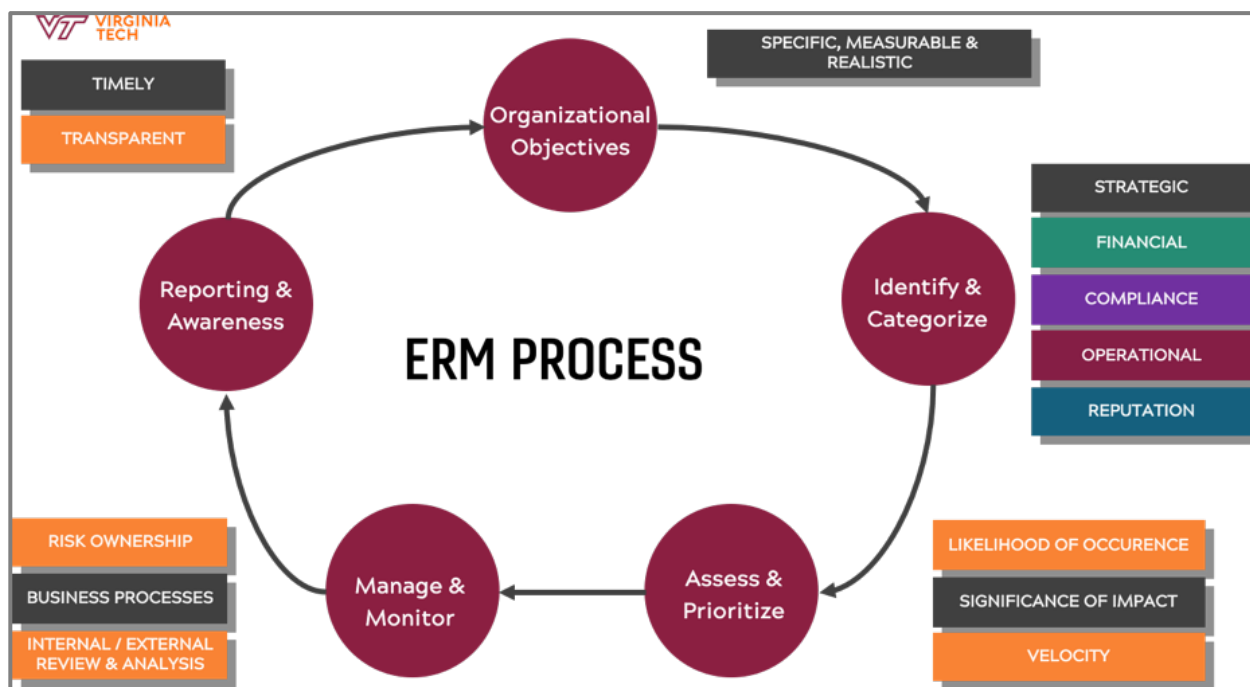 VT VIRGINIA
TECH
TIMELY
TRANSPARENT
SPECIFIC, MEASURABLE &
REALISTIC
Organizational
Objectives
STRATEGIC
FINANCIAL
COMPLIANCE
OPERATIONAL
REPUTATION
Identify &
Categorize
Reporting &
Awareness
ERM PROCESS
RISK OWNERSHIP
BUSINESS PROCESSES
INTERNAL / EXTERNAL
REVIEW & ANALYSIS
Manage &
Monitor
Assess &
Prioritize
LIKELIHOOD OF OCCURENCE
SIGNIFICANCE OF IMPACT
VELOCITY